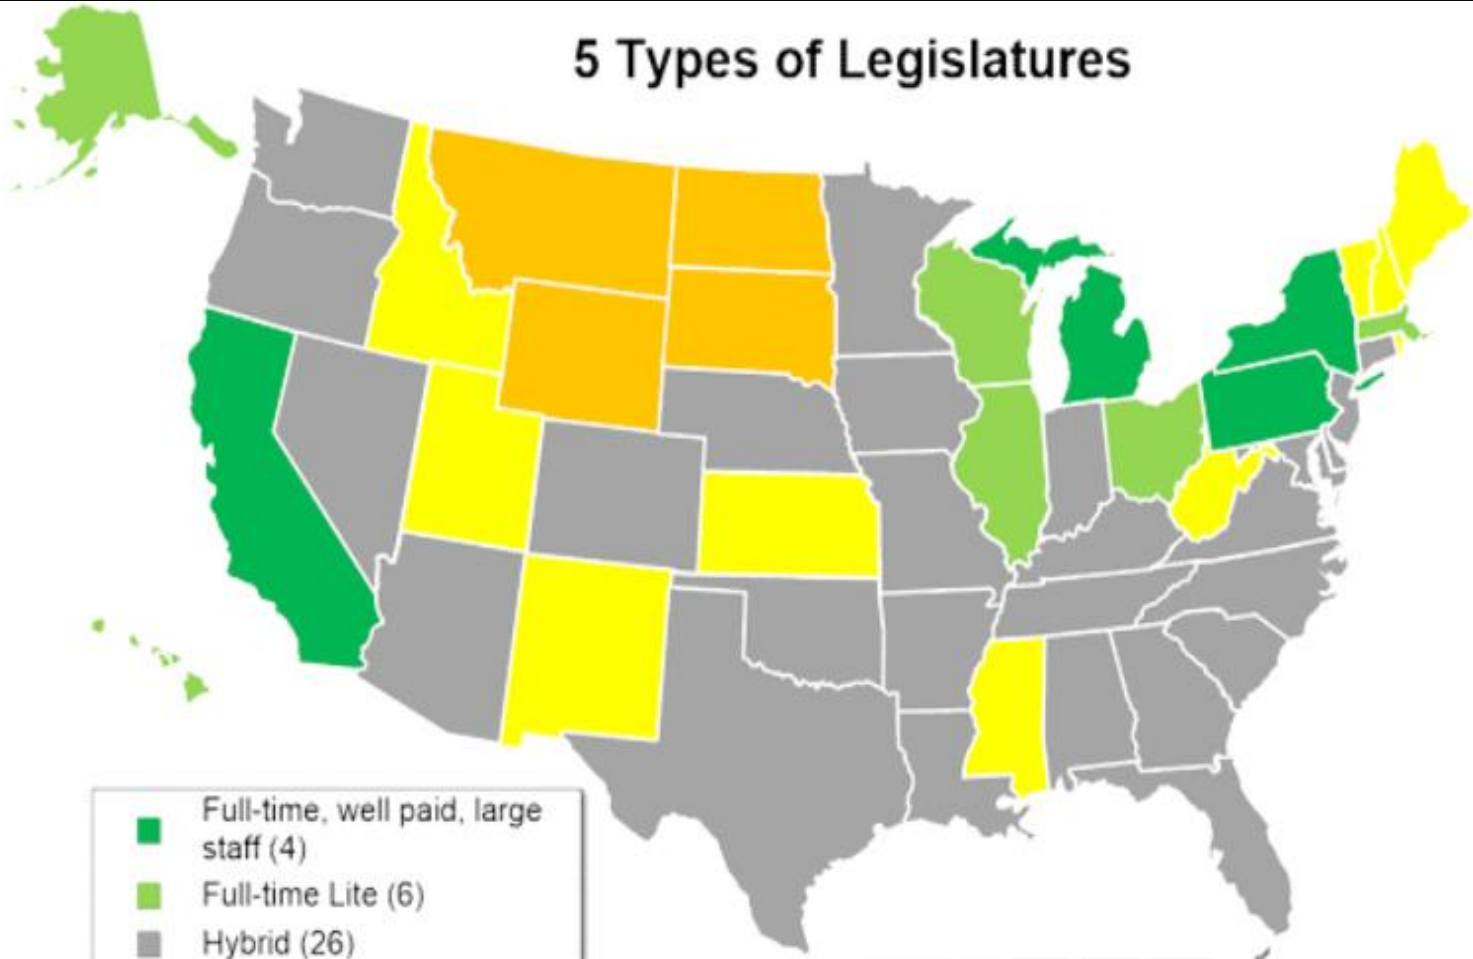 5 Types of Legislatures
Full-time, well paid, large
staff (4)
Full-time Lite (6)
Hybrid (26)